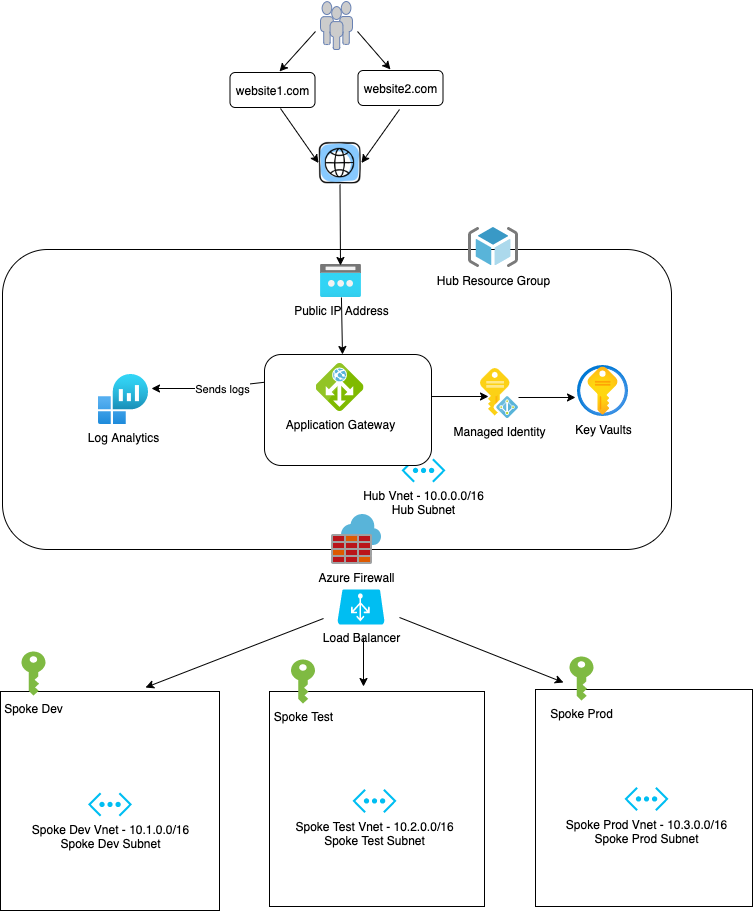 website1.com
website2.com
Hub Resource Group
Public IP Address
Sends logs
Application Gateway
Log Analytics
Managed Identity
Key Vaults
Hub Vnet - 10.0.0.0/16
Hub Subnet
Azure Firewall
Load Balancer
Spoke Dev
Spoke Test
Spoke Prod
Spoke Dev Vnet - 10.1.0.0/16
Spoke Dev Subnet
Spoke Test Vnet - 10.2.0.0/16
Spoke Test Subnet
Spoke Prod Vnet - 10.3.0.0/16
Spoke Prod Subnet